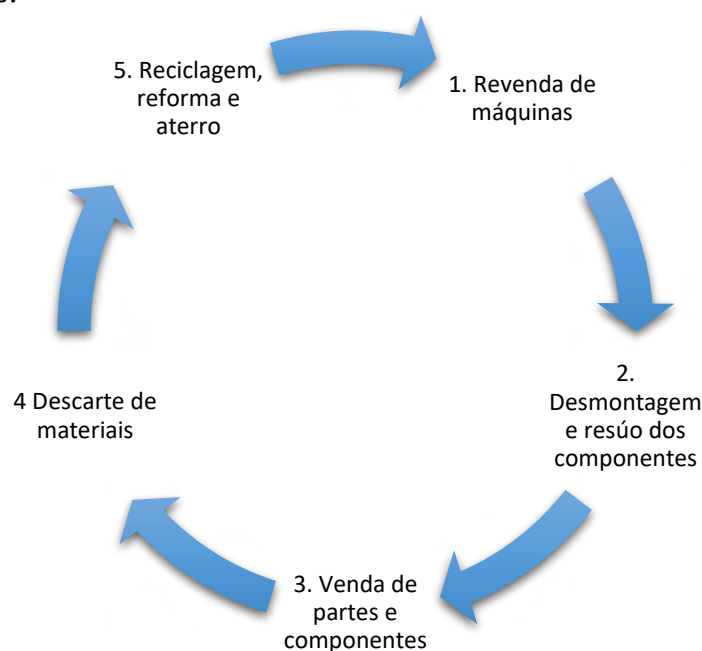 1. Revenda de
máquinas
2.
Desmontagem
e resúo dos
componentes
3. Venda de
partes e
componentes
4 Descarte de
materiais
5. Reciclagem,
reforma e
aterro